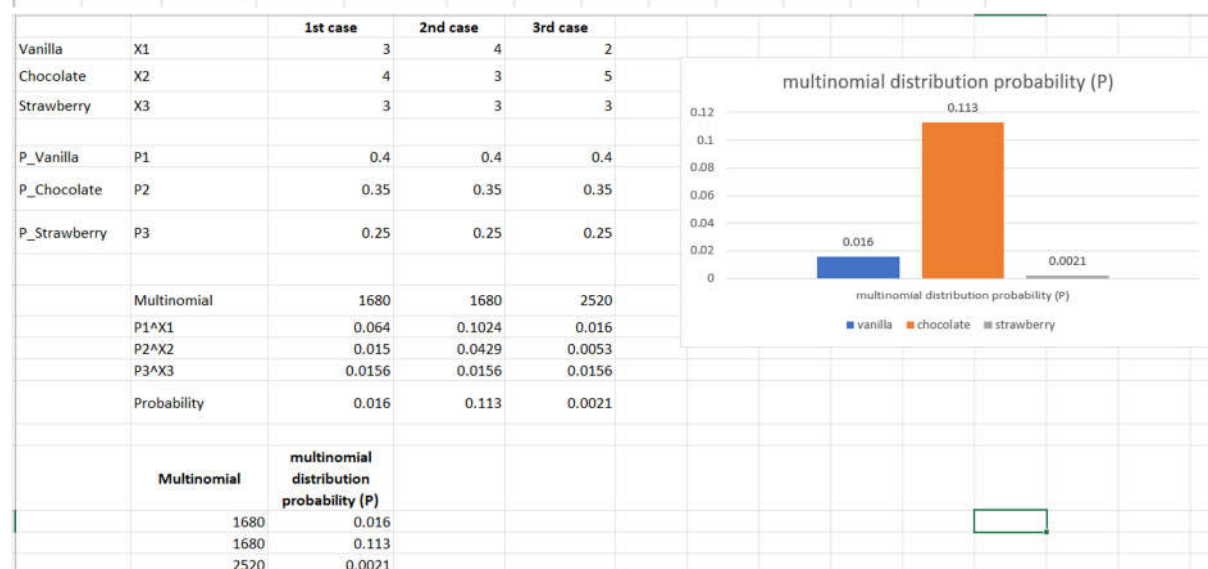 1st case 2nd case 3rd case
Vanilla X1 3 4 2
Chocolate X2 4 3 5
Strawberry X3 3 3 3
P_Vanilla P1 0.4 0.4 0.4
P_Chocolate P2 0.35 0.35 0.35
P_Strawberry P3 0.25 0.25 0.25
Multinomial 1680 1680 2520
P1^X1 0.064 0.1024 0.016
P2^X2 0.015 0.0429 0.0053
P3^X3 0.0156 0.0156 0.0156
Probability 0.016 0.113 0.0021
Multinomial
multinomial
distribution
probability (P)
1680 0.016
1680 0.113
2520 0.0021
multinomial distribution probability (P)
0.12
0.1
0.08
0.06
0.04
0.02
0
0.016
0.113
0.0021
multinomial distribution probability (P)
vanilla chocolate strawberry